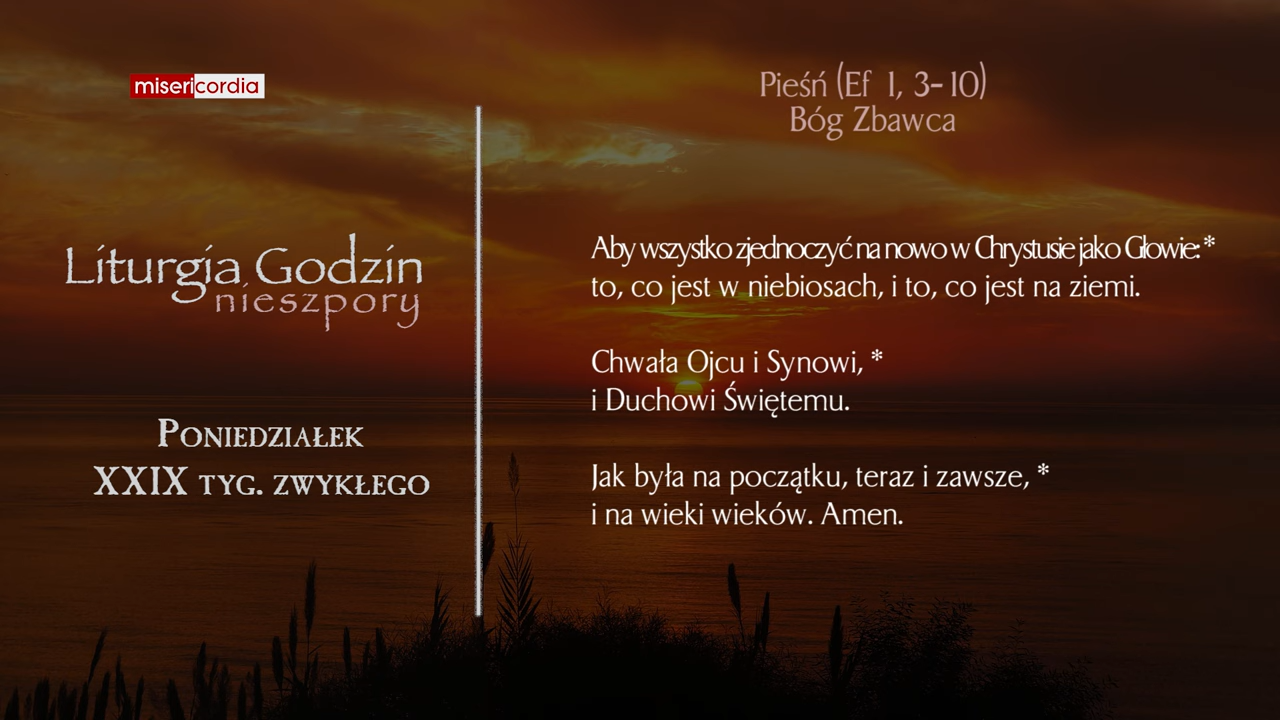 misericordia
Liturgia Godzin
nieszpory
Poniedziałek
XXIX tyg. zwykłego
Pieśń (Ef 1, 3-10)
Bóg Zbawca
Aby wszystko zjednoczyć na nowo w Chrystusie jako Głowie: *
to, co jest w niebiosach, i to, co jest na ziemi.
Chwała Ojcu i Synowi, *
i Duchowi Świętemu.
Jak była na początku, teraz i zawsze, *
i na wieki wieków. Amen.